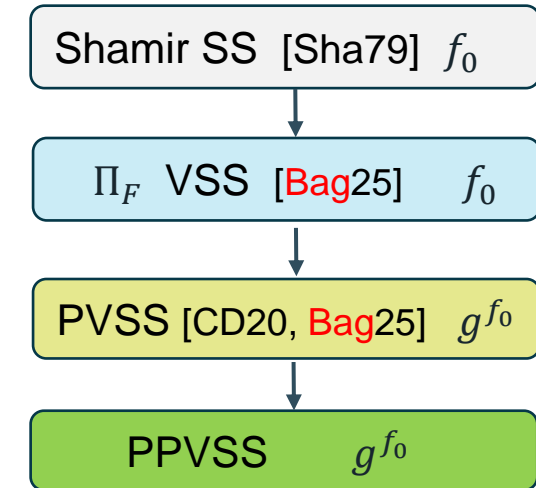 Shamir SS [Sha79] f₀
Π_F VSS [Bag25] f₀
PVSS [CD20, Bag25] g^{f₀}
PPVSS g^{f₀}